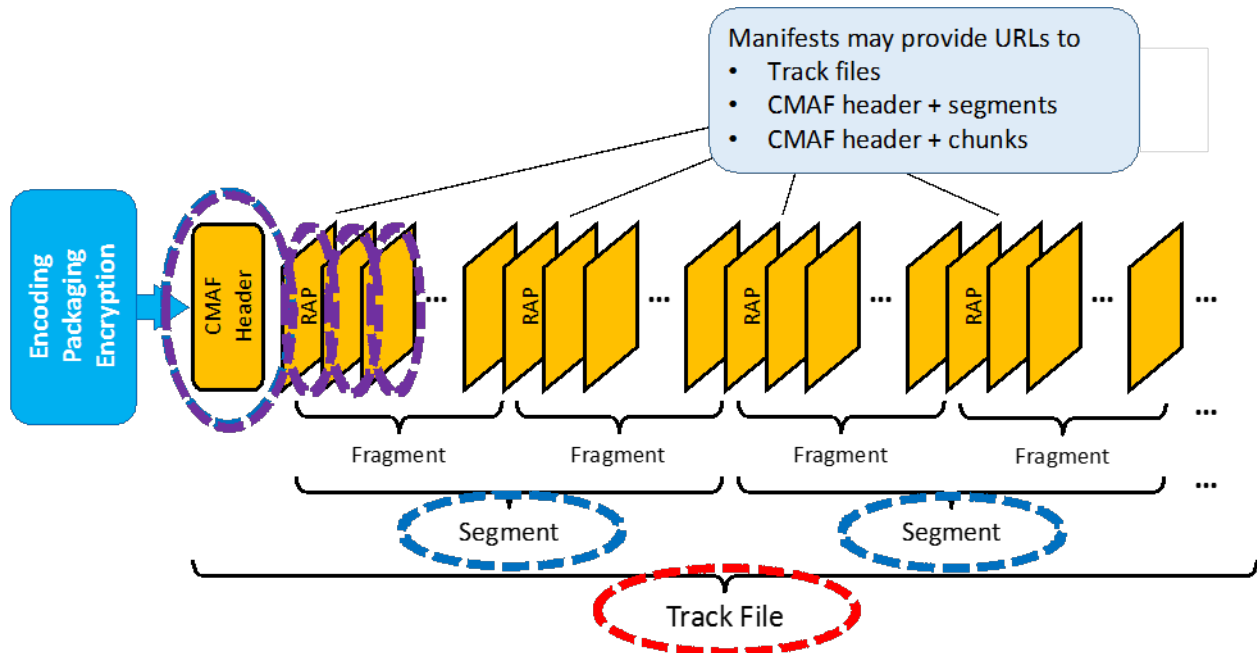 Manifests may provide URLs to
• Track files
• CMAF header + segments
• CMAF header + chunks
Encoding
Packaging
Encryption
CMAF
Header
RAP
...
RAP
...
RAP
...
RAP
...
...
Fragment
Fragment
Fragment
Fragment
...
Segment
Segment
...
Track File